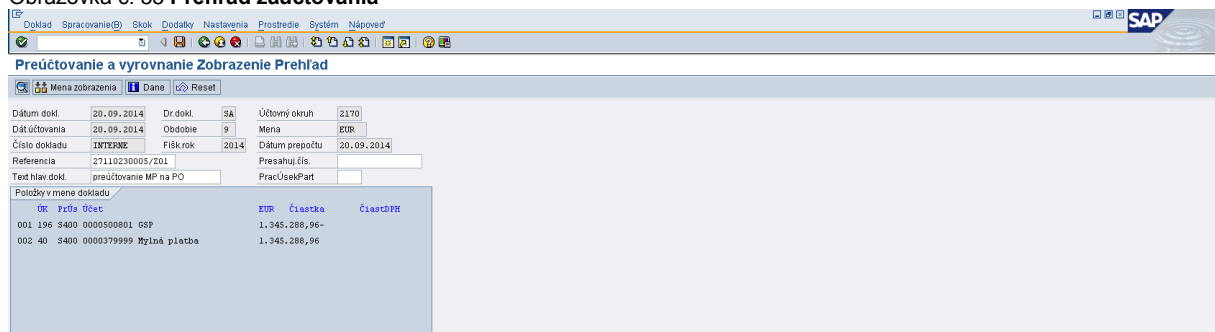 Obrazovka č. 38 Prehľad zaúčtovania
Doklad Spracovanie(B) Skok Dodatky Nastavenia Prostredie Systém Nápoveď
SAP
Preúčtovanie a vyrovnanie Zobrazenie Prehľad
Mena zobrazenia Dane Reset
Dátum dokl. 20.09.2014 Dr.dokl. SA Účtovný okruh 2170
Dát.účtovania 20.09.2014 Obdobie 9 Mena EUR
Číslo dokladu INTERNE Fišk.rok 2014 Dátum prepočtu 20.09.2014
Referencia 27110230005/Z01 Presahuj.čís.
Text hlav.dokl. preúčtovanie MP na PO PracÚsekPart
Položky v mene dokladu
ÚK PrÚs Účet EUR Čiastka ČiastDPH
001 196 S400 0000500801 GSP 1.345.288,96-
002 40 S400 0000379999 Mylná platba 1.345.288,96